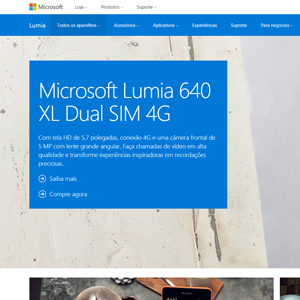 Microsoft Loja Produtos Suporte
Lumia Todos os aparelhos Acessórios Aplicativos Experiências Suporte Para negócios
Microsoft Lumia 640
XL Dual SIM 4G
Com tela HD de 5,7 polegadas, conexão 4G e uma câmera frontal de
5 MP com lente grande angular. Faça chamadas de vídeo em alta
qualidade e transforme experiências inspiradoras em recordações
preciosas.
Saiba mais
Compre agora